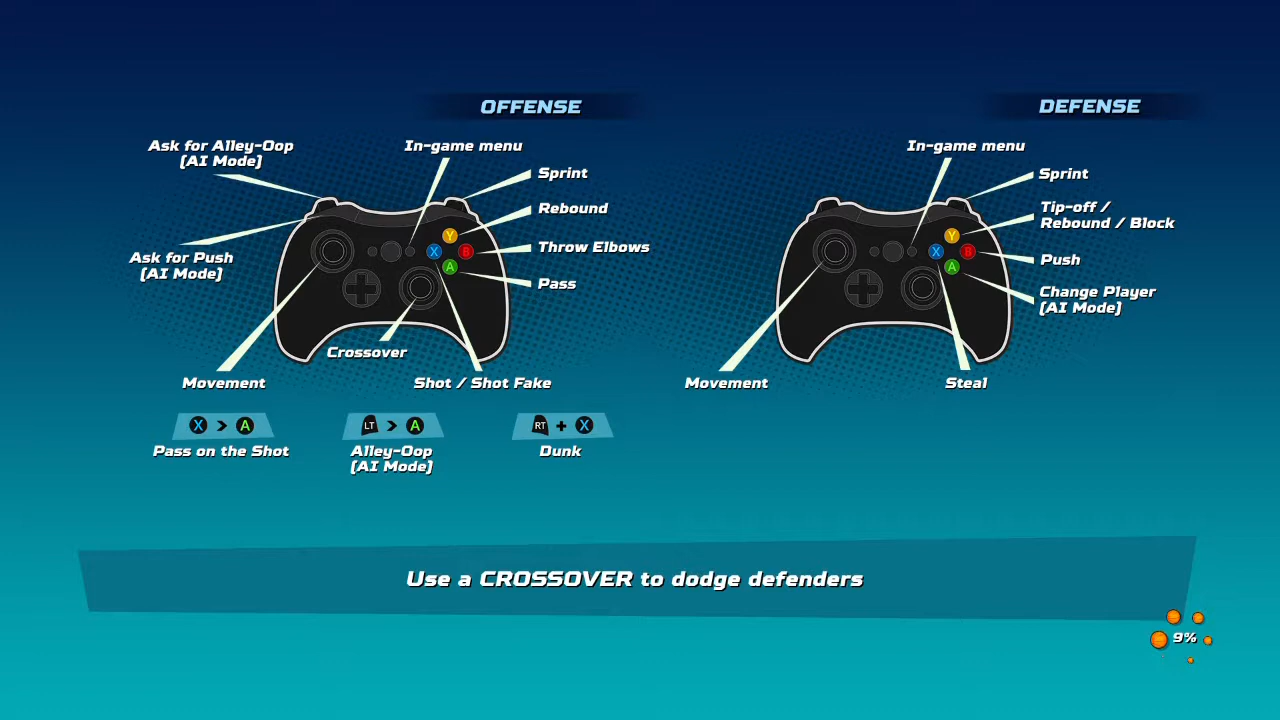 OFFENSE
Ask for Alley-Oop
[AI Mode]
In-game menu
Sprint
Rebound
Throw Elbows
Pass
Ask for Push
[AI Mode]
Y
X
B
A
Crossover
Movement
Shot / Shot Fake
X > A
Pass on the Shot
LT > A
Alley-Oop
[AI Mode]
RT + X
Dunk
DEFENSE
In-game menu
Sprint
Tip-off /
Rebound / Block
Push
Change Player
[AI Mode]
Y
X
B
A
Movement
Steal
Use a CROSSOVER to dodge defenders
9%